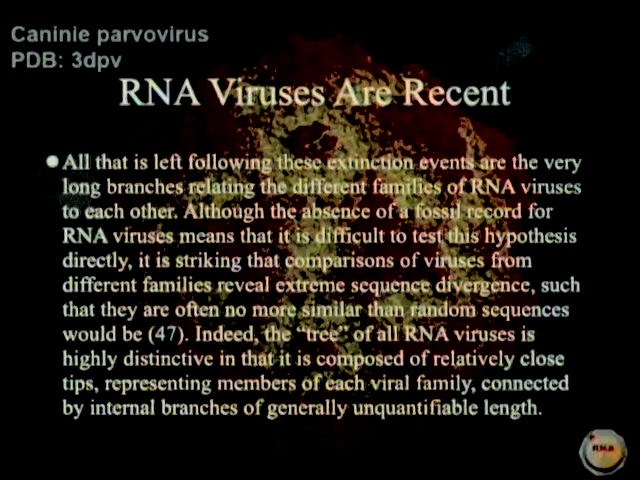 Caninie parvovirus
PDB: 3dpv
RNA Viruses Are Recent
All that is left following these extinction events are the very
long branches relating the different families of RNA viruses
to each other. Although the absence of a fossil record for
RNA viruses means that it is difficult to test this hypothesis
directly, it is striking that comparisons of viruses from
different families reveal extreme sequence divergence, such
that they are often no more similar than random sequences
would be (47). Indeed, the "tree" of all RNA viruses is
highly distinctive in that it is composed of relatively close
tips, representing members of each viral family, connected
by internal branches of generally unquantifiable length.